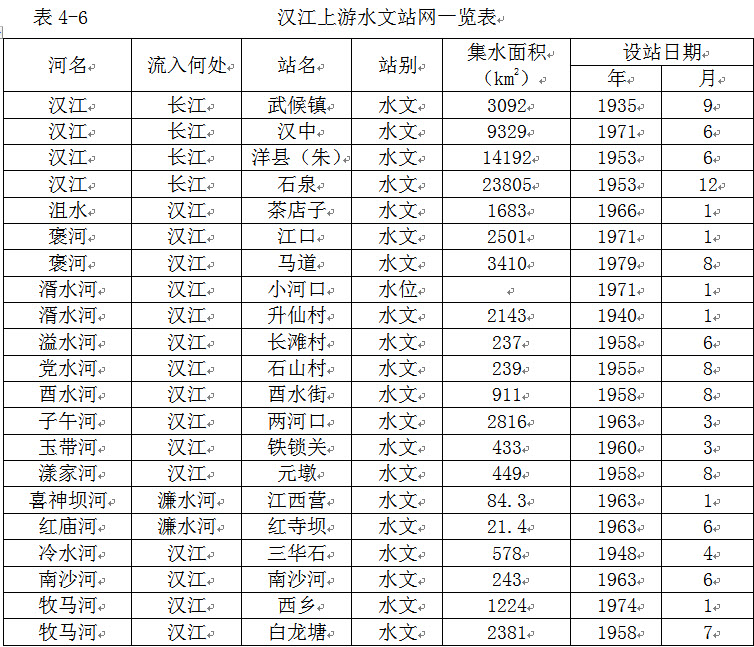 表 4-6 汉江上游水文站网一览表
河名 流入何处 站名 站别 集水面积（km²） 设站日期
年 月
汉江 长江 武候镇 水文 3092 1935 9
汉江 长江 汉中 水文 9329 1971 6
汉江 长江 洋县（朱） 水文 14192 1953 6
汉江 长江 石泉 水文 23805 1953 12
沮水 汉江 茶店子 水文 1683 1966 1
褒河 汉江 江口 水文 2501 1971 1
褒河 汉江 马道 水文 3410 1979 8
湑水河 汉江 小河口 水位 1971 1
湑水河 汉江 升仙村 水文 2143 1940 1
溢水河 汉江 长滩村 水文 237 1958 6
党水河 汉江 石山村 水文 239 1955 8
酉水河 汉江 酉水街 水文 911 1958 8
子午河 汉江 两河口 水文 2816 1963 3
玉带河 汉江 铁锁关 水文 433 1960 3
漾家河 汉江 元墩 水文 449 1958 8
喜神坝河 濂水河 江西营 水文 84.3 1963 1
红庙河 濂水河 红寺坝 水文 21.4 1963 6
冷水河 汉江 三华石 水文 578 1948 4
南沙河 汉江 南沙河 水文 243 1963 6
牧马河 汉江 西乡 水文 1224 1974 1
牧马河 汉江 白龙塘 水文 2381 1958 7